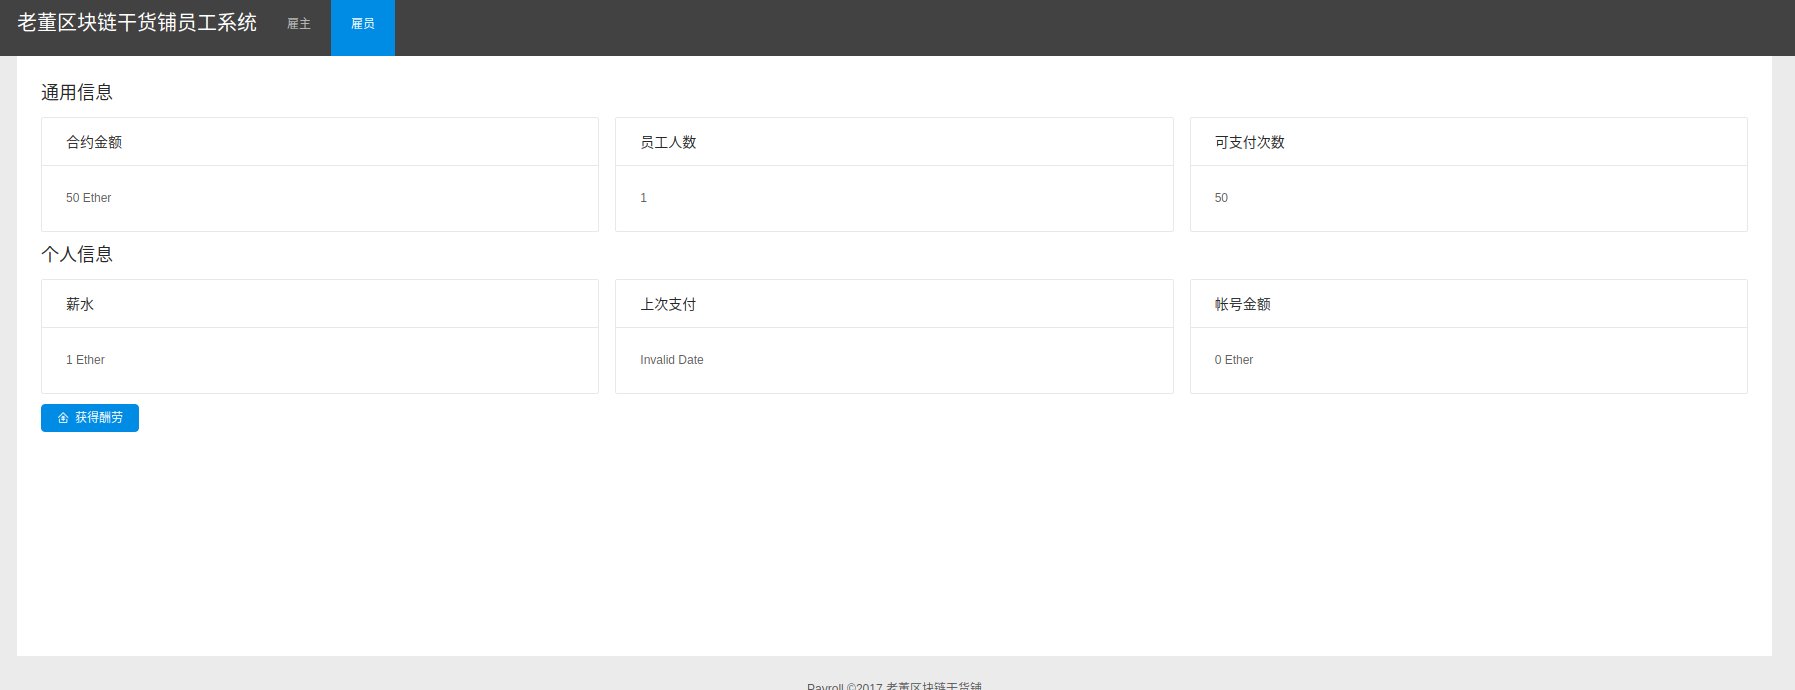 老董区块链干货铺员工系统 雇主 雇员
通用信息
合约金额 员工人数 可支付次数
50 Ether 1 50
个人信息
薪水 上次支付 帐号金额
1 Ether Invalid Date 0 Ether
获得酬劳
Payroll ©2017 老董区块链干货铺